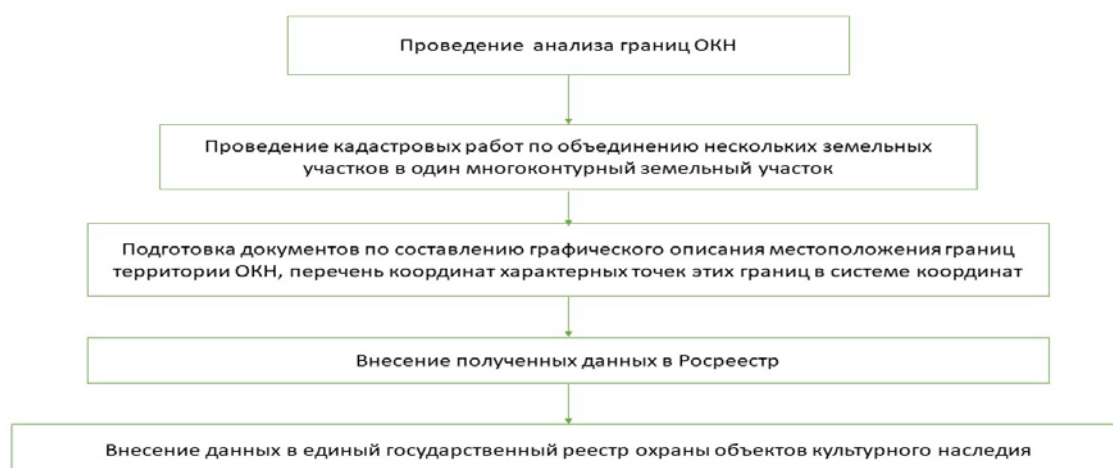 Проведение анализа границ ОКН
Проведение кадастровых работ по объединению нескольких земельных
участков в один многоконтурный земельный участок
Подготовка документов по составлению графического описания местоположения границ
территории ОКН, перечень координат характерных точек этих границ в системе координат
Внесение полученных данных в Росреестр
Внесение данных в единый государственный реестр охраны объектов культурного наследия